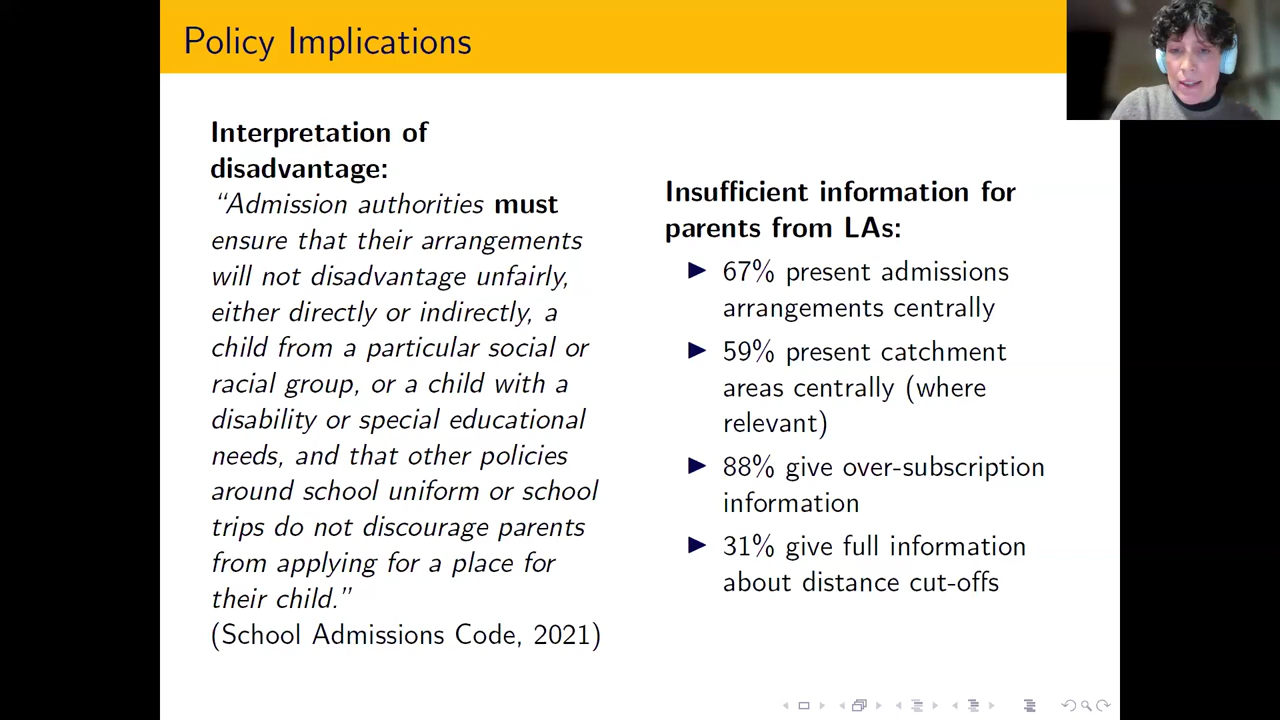 Policy Implications
Interpretation of
disadvantage:
“Admission authorities must
ensure that their arrangements
will not disadvantage unfairly,
either directly or indirectly, a
child from a particular social or
racial group, or a child with a
disability or special educational
needs, and that other policies
around school uniform or school
trips do not discourage parents
from applying for a place for
their child.”
(School Admissions Code, 2021)
Insufficient information for
parents from LAs:
67% present admissions
arrangements centrally
59% present catchment
areas centrally (where
relevant)
88% give over-subscription
information
31% give full information
about distance cut-offs